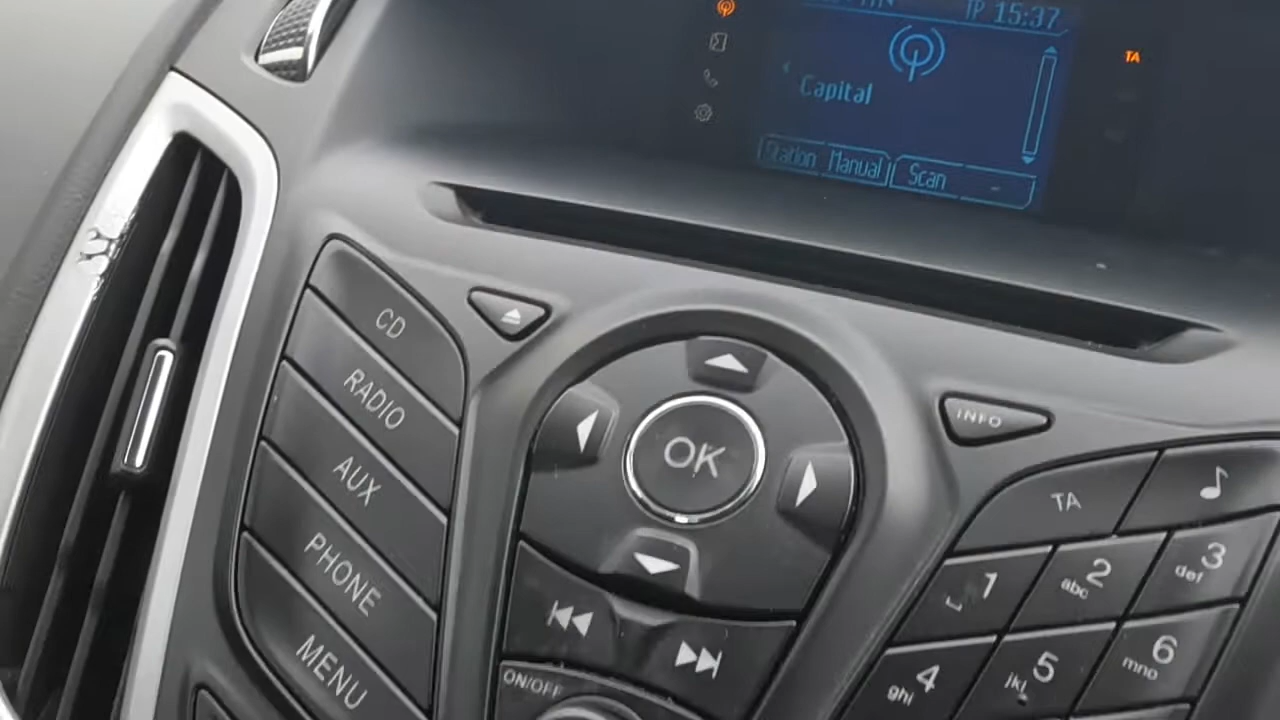 TP 15:37
TA
Capital
Station Manual Scan
CD
RADIO
AUX
PHONE
MENU
OK
INFO
TA
1
2 abc
3 def
4 ghi
5 jkl
6 mno
ON/OFF